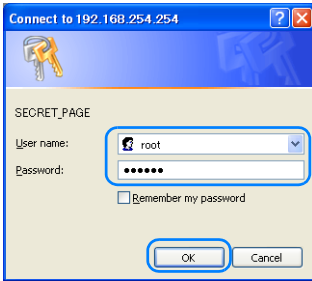 Connect to 192.168.254.254
SECRET_PAGE
User name: root
Password: ••••••
Remember my password
OK Cancel